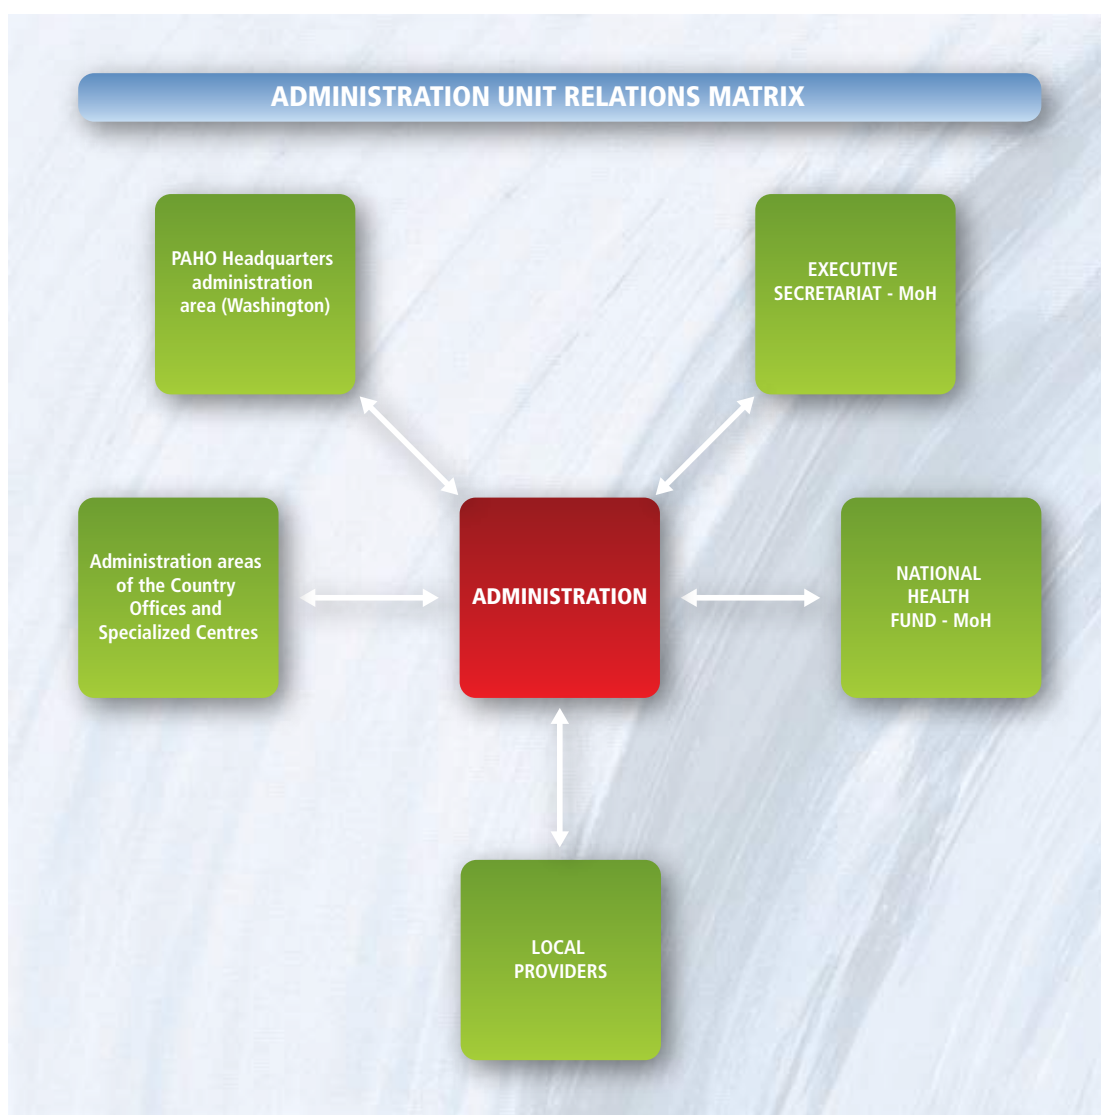 ADMINISTRATION UNIT RELATIONS MATRIX
PAHO Headquarters
administration
area (Washington)
EXECUTIVE
SECRETARIAT - MoH
Administration areas
of the Country
Offices and
Specialized Centres
ADMINISTRATION
NATIONAL
HEALTH
FUND - MoH
LOCAL
PROVIDERS